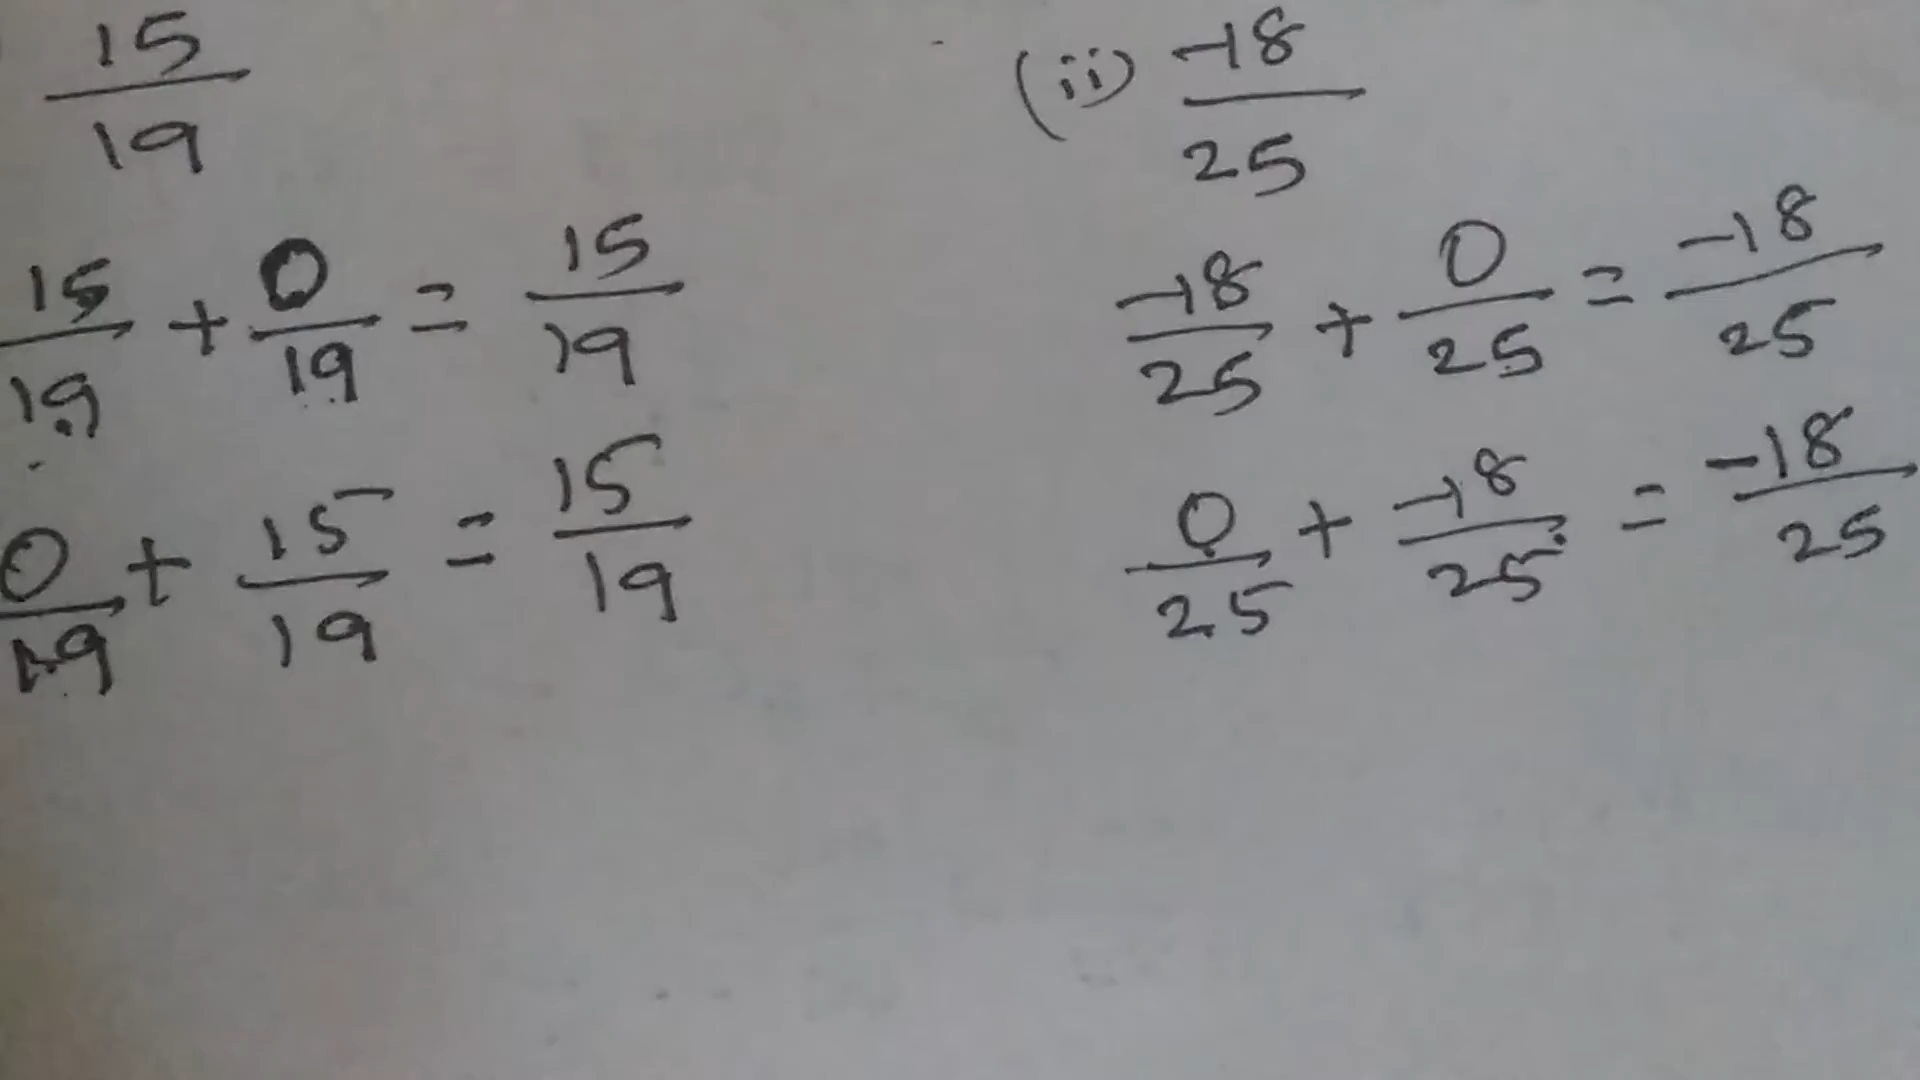 15/19
15/19 + 0/19 = 15/19
0/19 + 15/19 = 15/19
(ii) -18/25
-18/25 + 0/25 = -18/25
0/25 + -18/25 = -18/25